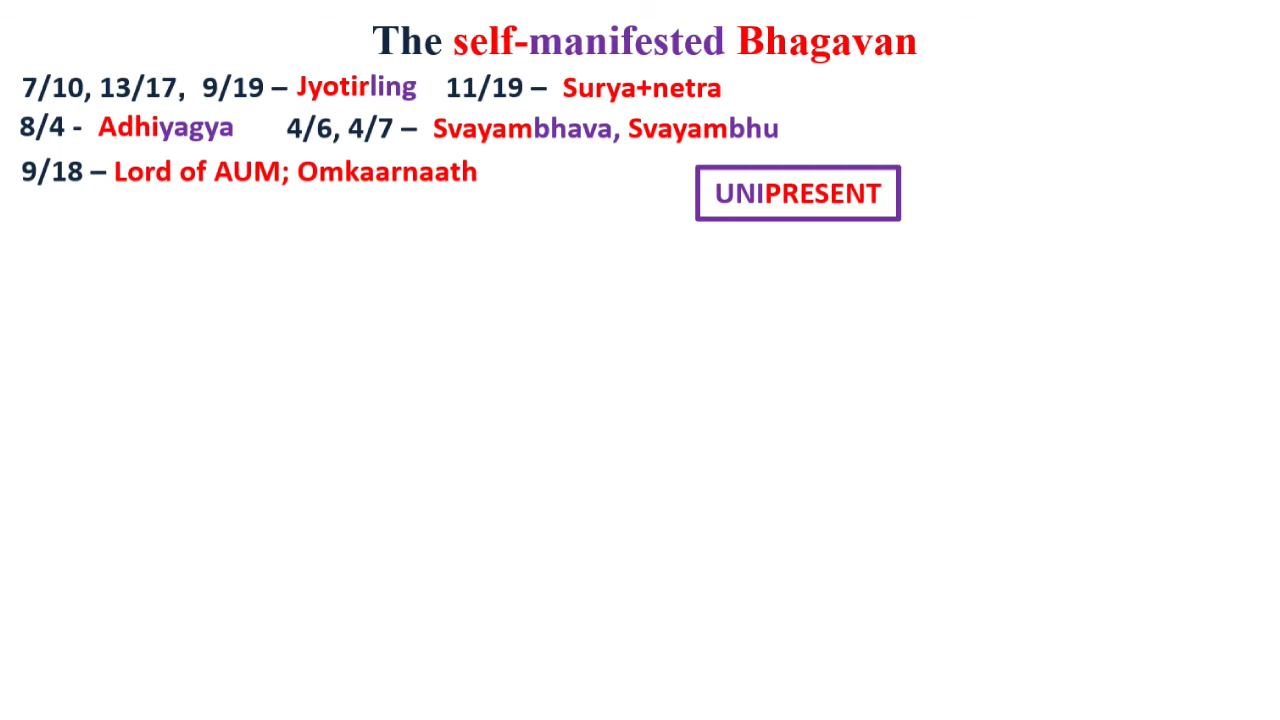 The self-manifested Bhagavan
7/10, 13/17, 9/19 – Jyotirling 11/19 – Surya+netra
8/4 - Adhiyagya 4/6, 4/7 – Svayambhava, Svayambhu
9/18 – Lord of AUM; Omkaarnaath
UNIPRESENT